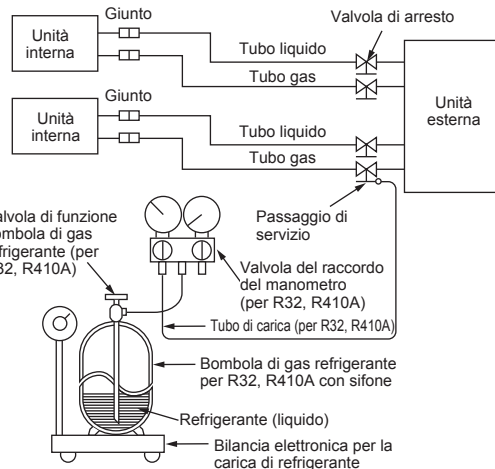 Giunto
Valvola di arresto
Unità
interna
Tubo liquido
Tubo gas
Unità
esterna
Giunto
Unità
interna
Tubo liquido
Tubo gas
Passaggio di
servizio
alvola di funzione
ombola di gas
frigerante (per
32, R410A)
Valvola del raccordo
del manometro
(per R32, R410A)
Tubo di carica (per R32, R410A)
Bombola di gas refrigerante
per R32, R410A con sifone
Refrigerante (liquido)
Bilancia elettronica per la
carica di refrigerante